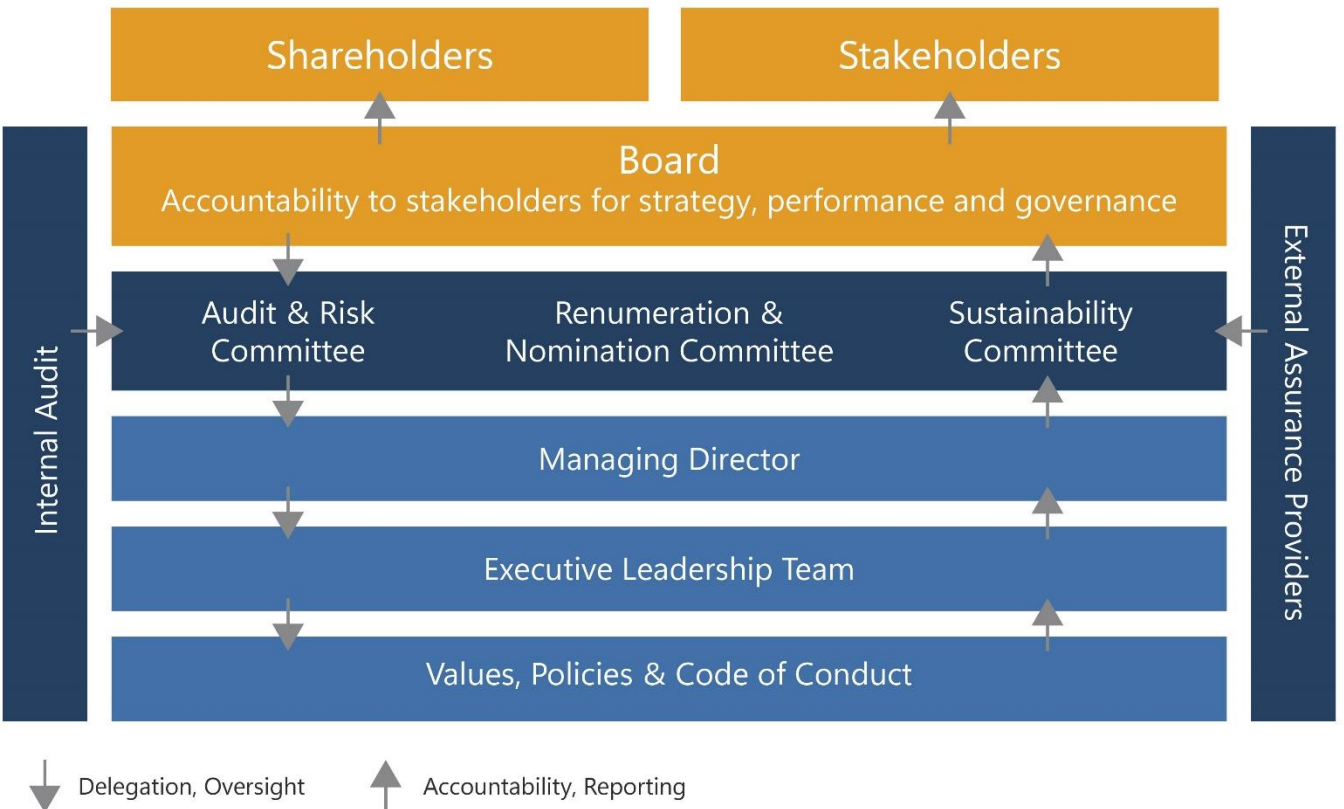 Shareholders
Stakeholders
Board
Accountability to stakeholders for strategy, performance and governance
Internal Audit
Audit & Risk
Committee
Renumeration &
Nomination Committee
Sustainability
Committee
External Assurance Providers
Managing Director
Executive Leadership Team
Values, Policies & Code of Conduct
Delegation, Oversight
Accountability, Reporting